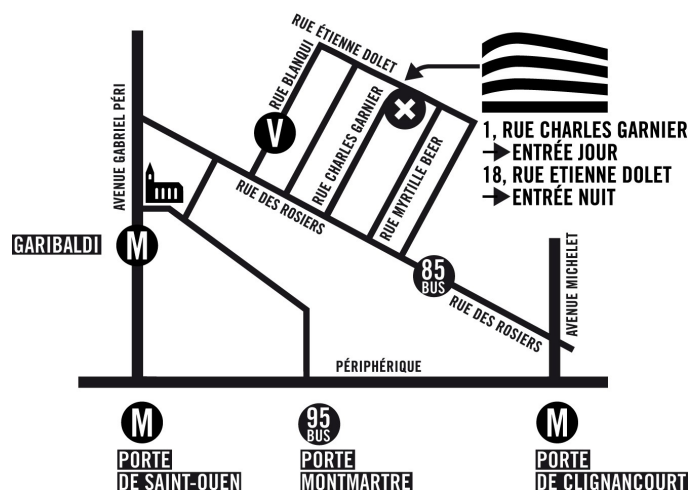 RUE ÉTIENNE DOLET
RUE BLANQUI
AVENUE GABRIEL PÉRI
V
RUE CHARLES GARNIER
RUE MYRTILLE BEER
1, RUE CHARLES GARNIER
ENTRÉE JOUR
18, RUE ETIENNE DOLET
ENTRÉE NUIT
RUE DES ROSIERS
GARIBALDI
M
85
BUS
RUE DES ROSIERS
AVENUE MICHELET
PÉRIPHÉRIQUE
M
PORTE
DE SAINT-OUEN
95
BUS
PORTE
MONTMARTRE
M
PORTE
DE CLIGNANCOURT